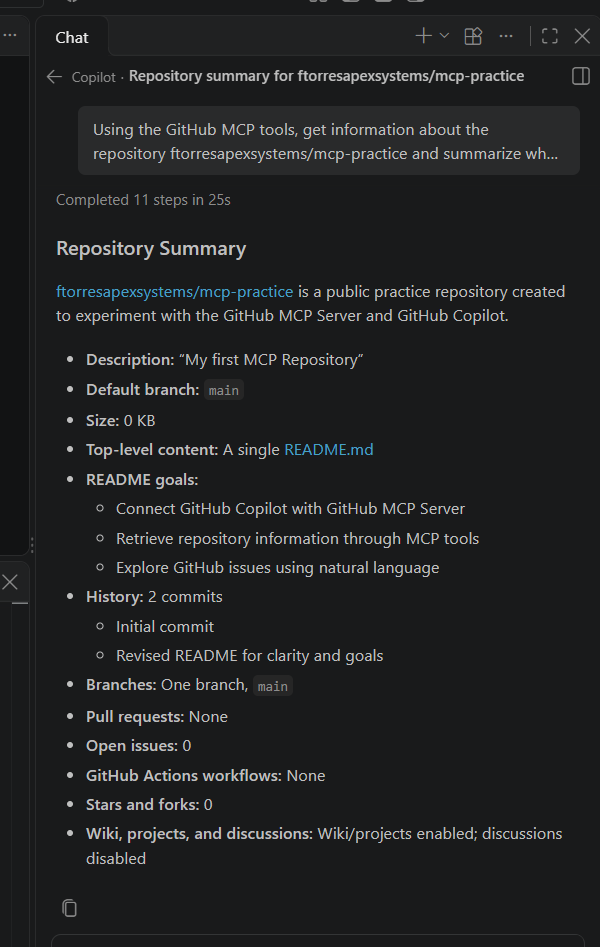 Chat
Copilot · Repository summary for ftorresapexsystems/mcp-practice
Using the GitHub MCP tools, get information about the
repository ftorresapexsystems/mcp-practice and summarize wh...
Completed 11 steps in 25s
Repository Summary
ftorresapexsystems/mcp-practice is a public practice repository created
to experiment with the GitHub MCP Server and GitHub Copilot.
• Description: “My first MCP Repository”
• Default branch: main
• Size: 0 KB
• Top-level content: A single README.md
• README goals:
○ Connect GitHub Copilot with GitHub MCP Server
○ Retrieve repository information through MCP tools
○ Explore GitHub issues using natural language
• History: 2 commits
○ Initial commit
○ Revised README for clarity and goals
• Branches: One branch, main
• Pull requests: None
• Open issues: 0
• GitHub Actions workflows: None
• Stars and forks: 0
• Wiki, projects, and discussions: Wiki/projects enabled; discussions
disabled